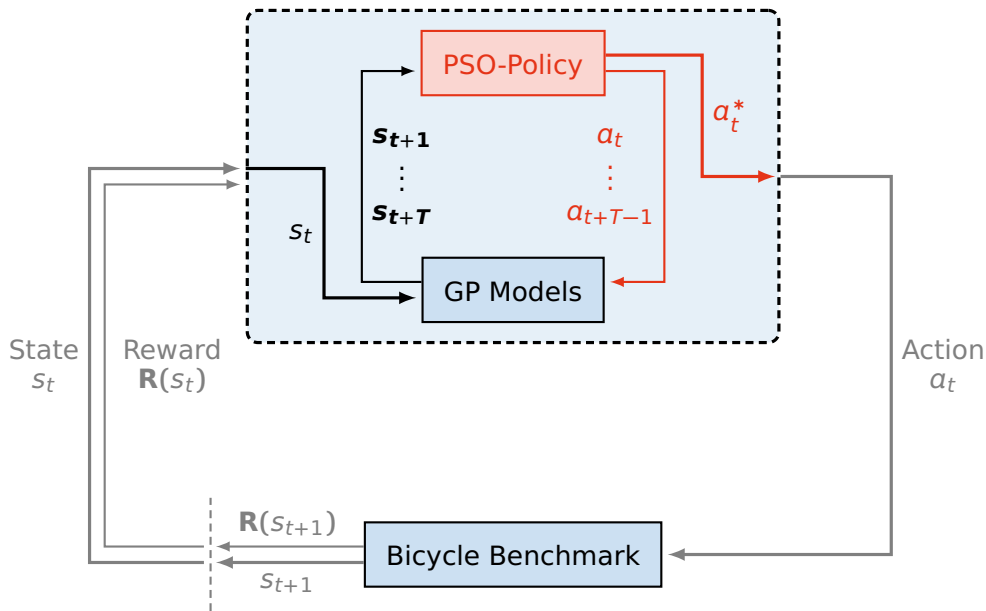 PSO-Policy
a*t
st+1
⋮
st+T
at
⋮
at+T−1
st
GP Models
State
st
Reward
R(st)
Action
at
R(st+1)
st+1
Bicycle Benchmark